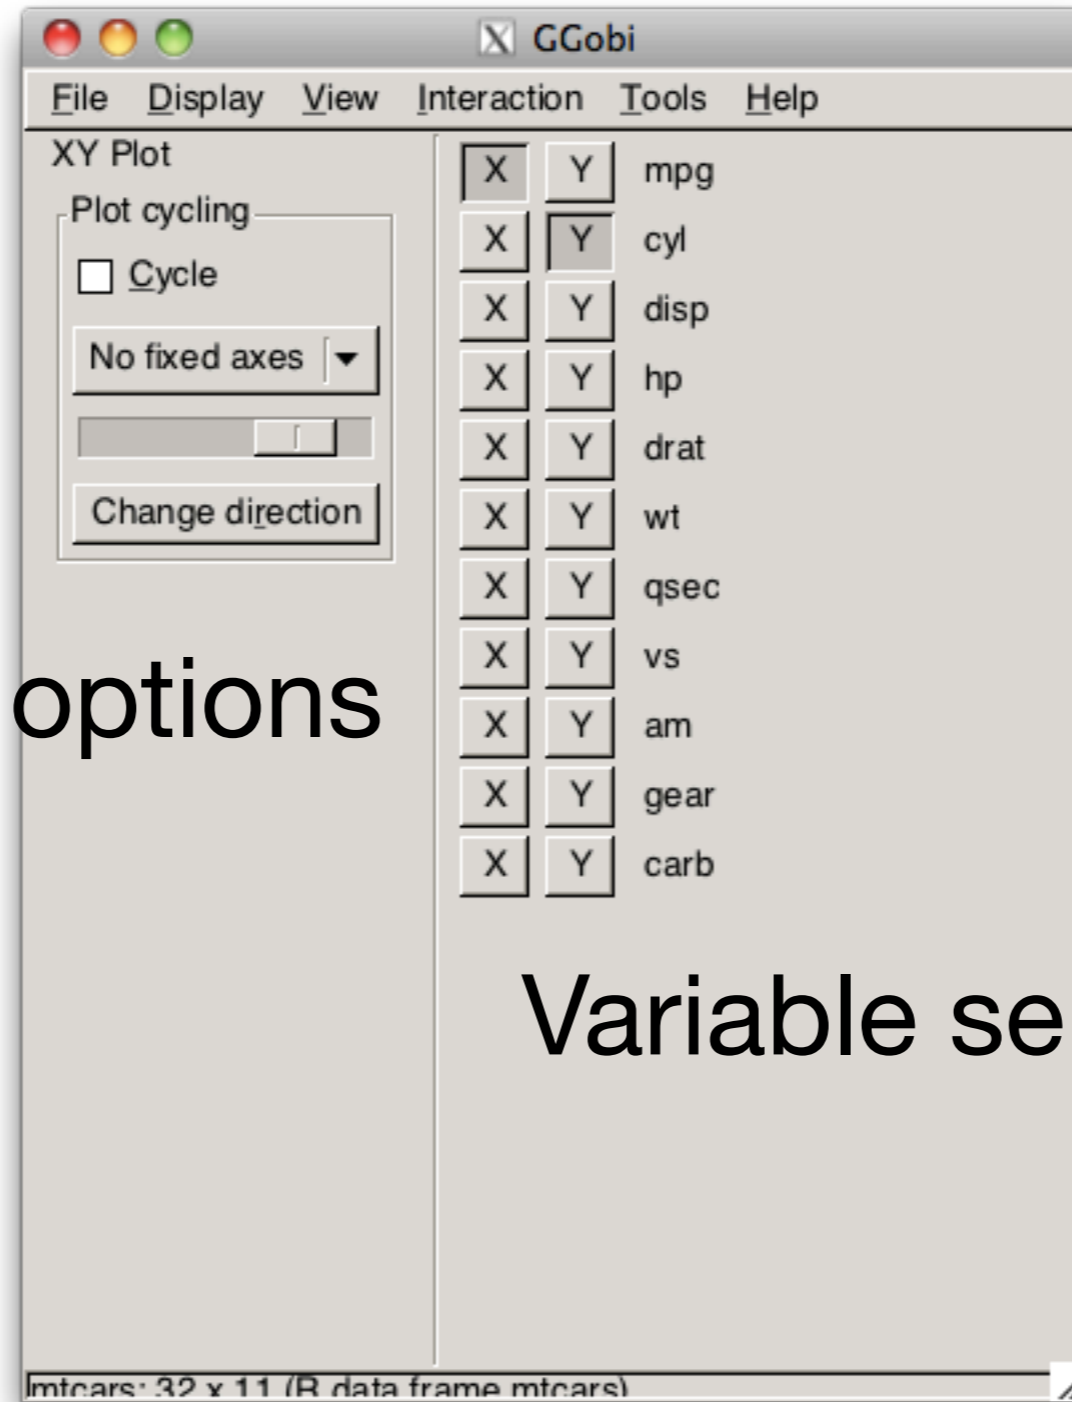 GGobi
File Display View Interaction Tools Help
XY Plot
Plot cycling
Cycle
No fixed axes
Change direction
X Y mpg
X Y cyl
X Y disp
X Y hp
X Y drat
X Y wt
X Y qsec
X Y vs
X Y am
X Y gear
X Y carb
options
Variable se
mtcars: 32 x 11 (R data frame mtcars)